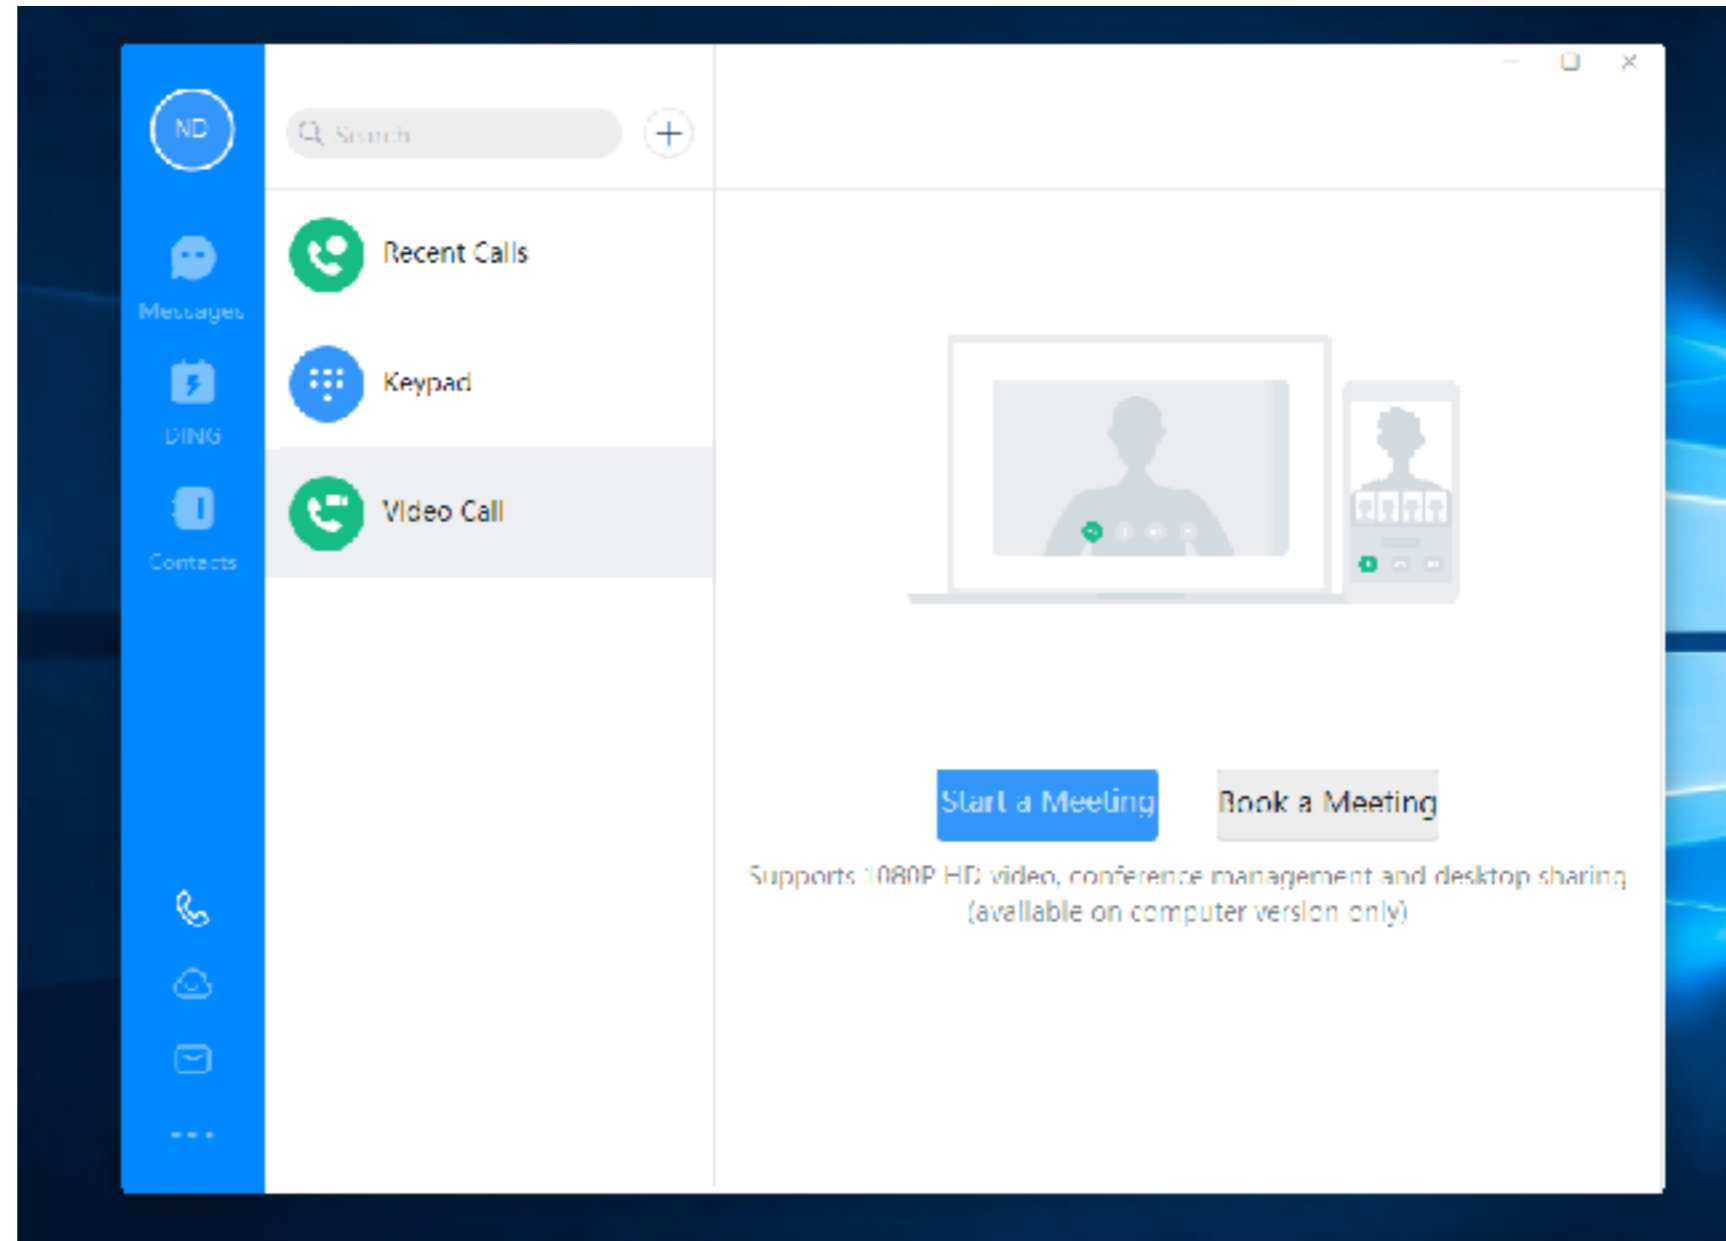 ND
Search
Messages
DING
Contacts
Recent Calls
Keypad
Video Call
Start a Meeting
Book a Meeting
Supports 1080P HD video, conference management and desktop sharing
(available on computer version only)